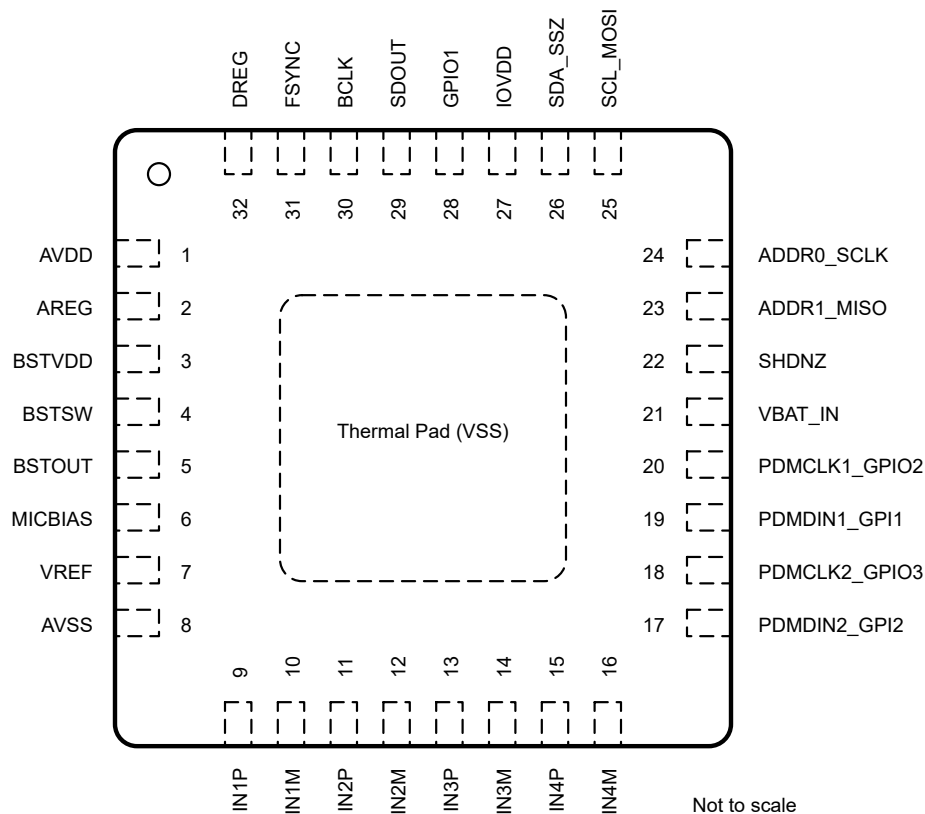 DREG
FSYNC
BCLK
SDOUT
GPIO1
IOVDD
SDA_SSZ
SCL_MOSI
32
31
30
29
28
27
26
25
AVDD 1
AREG 2
BSTVDD 3
BSTSW 4
BSTOUT 5
MICBIAS 6
VREF 7
AVSS 8
Thermal Pad (VSS)
24 ADDR0_SCLK
23 ADDR1_MISO
22 SHDNZ
21 VBAT_IN
20 PDMCLK1_GPIO2
19 PDMDIN1_GPI1
18 PDMCLK2_GPIO3
17 PDMDIN2_GPI2
9
10
11
12
13
14
15
16
IN1P
IN1M
IN2P
IN2M
IN3P
IN3M
IN4P
IN4M
Not to scale